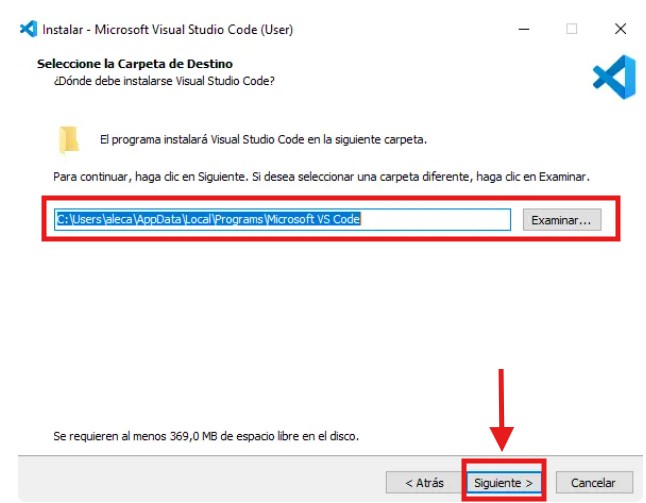 Instalar - Microsoft Visual Studio Code (User)
Seleccione la Carpeta de Destino
¿Dónde debe instalarse Visual Studio Code?
El programa instalará Visual Studio Code en la siguiente carpeta.
Para continuar, haga clic en Siguiente. Si desea seleccionar una carpeta diferente, haga clic en Examinar.
C:\Users\aleca\AppData\Local\Programs\Microsoft VS Code
Examinar...
Se requieren al menos 369,0 MB de espacio libre en el disco.
< Atrás
Siguiente >
Cancelar